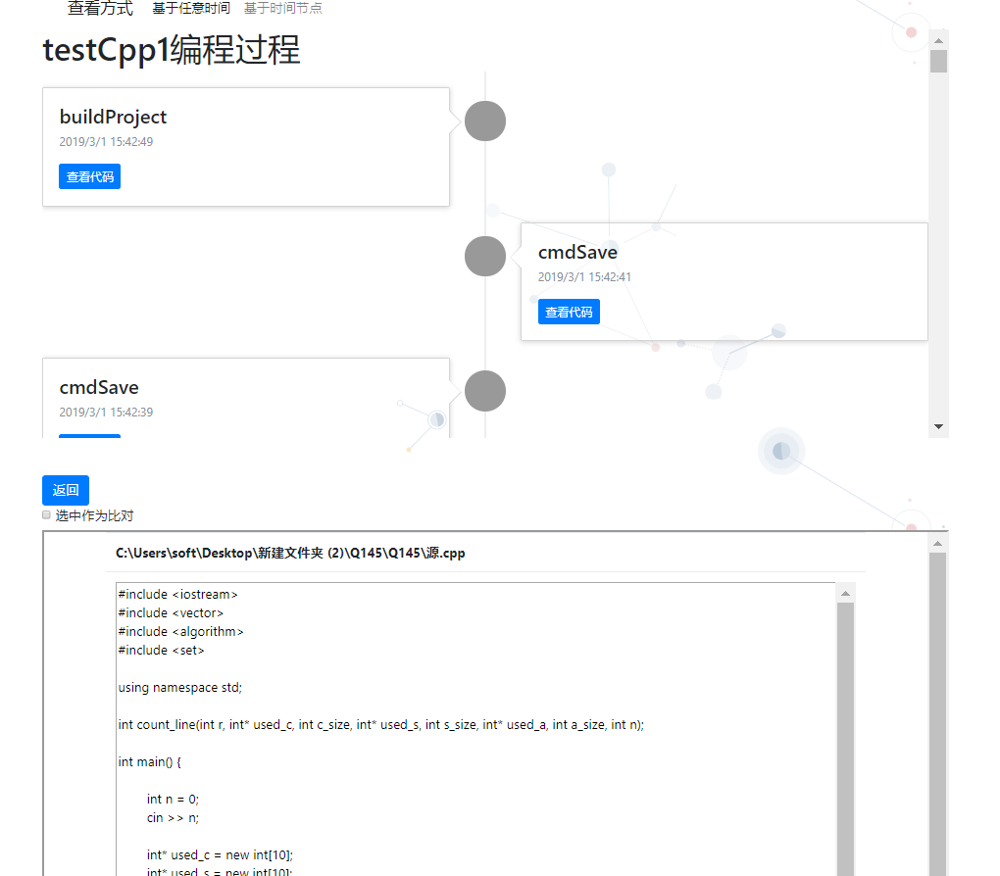 查看方式 基于任意时间 基于时间节点
testCpp1编程过程
buildProject
2019/3/1 15:42:49
查看代码
cmdSave
2019/3/1 15:42:41
查看代码
cmdSave
2019/3/1 15:42:39
返回
选中作为比对
C:\Users\soft\Desktop\新建文件夹 (2)\Q145\Q145\源.cpp
#include <iostream>
#include <vector>
#include <algorithm>
#include <set>
using namespace std;
int count_line(int r, int* used_c, int c_size, int* used_s, int s_size, int* used_a, int a_size, int n);
int main() {
int n = 0;
cin >> n;
int* used_c = new int[10];
int* used_s = new int[10];